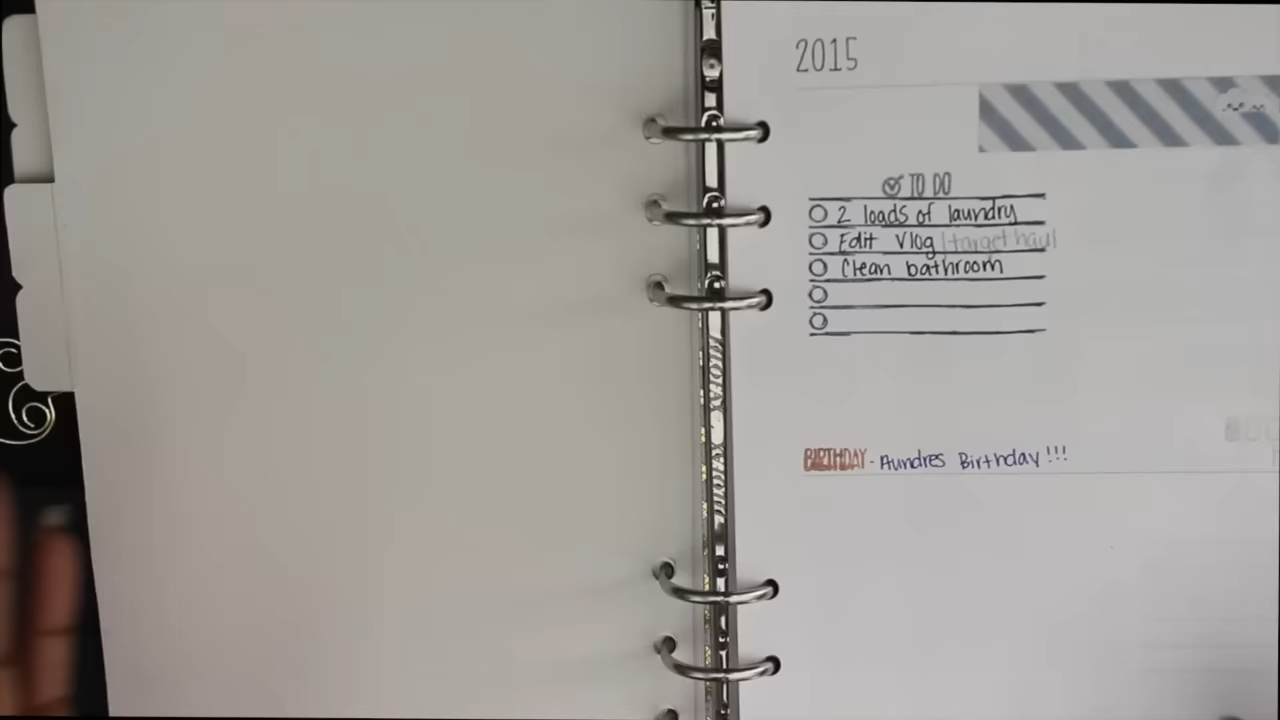 2015
TO DO
2 loads of laundry
Edit Vlog | target haul
Clean bathroom
BIRTHDAY - Aundres Birthday!!!